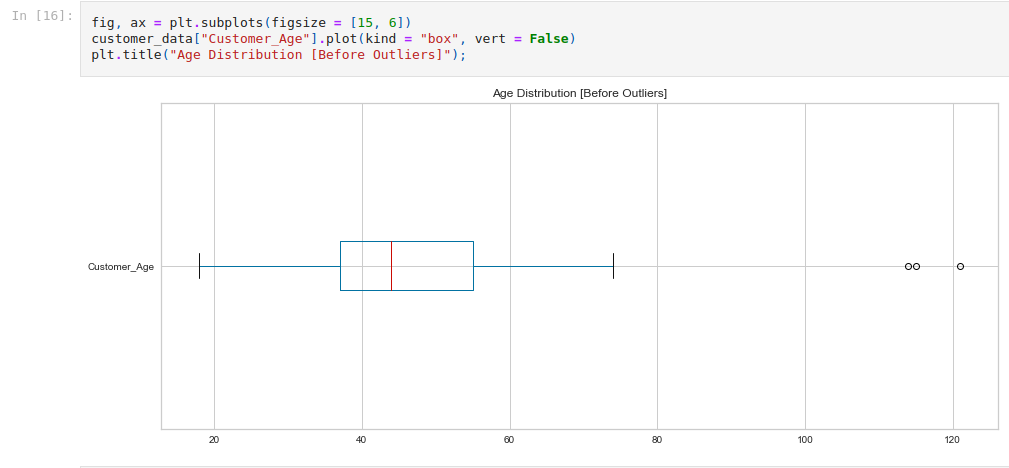 In [16]:
fig, ax = plt.subplots(figsize = [15, 6])
customer_data["Customer_Age"].plot(kind = "box", vert = False)
plt.title("Age Distribution [Before Outliers]");
Age Distribution [Before Outliers]
Customer_Age
20 40 60 80 100 120